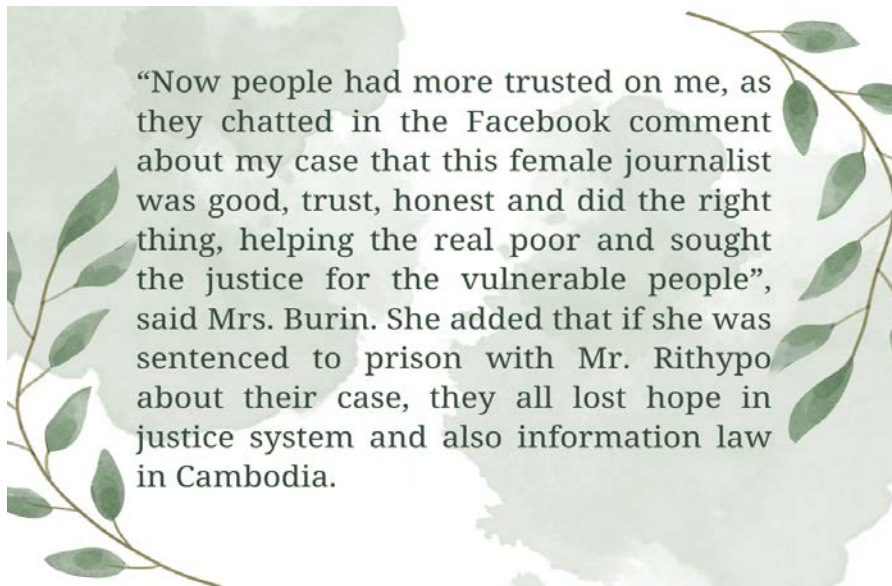 “Now people had more trusted on me, as
they chatted in the Facebook comment
about my case that this female journalist
was good, trust, honest and did the right
thing, helping the real poor and sought
the justice for the vulnerable people”,
said Mrs. Burin. She added that if she was
sentenced to prison with Mr. Rithypo
about their case, they all lost hope in
justice system and also information law
in Cambodia.